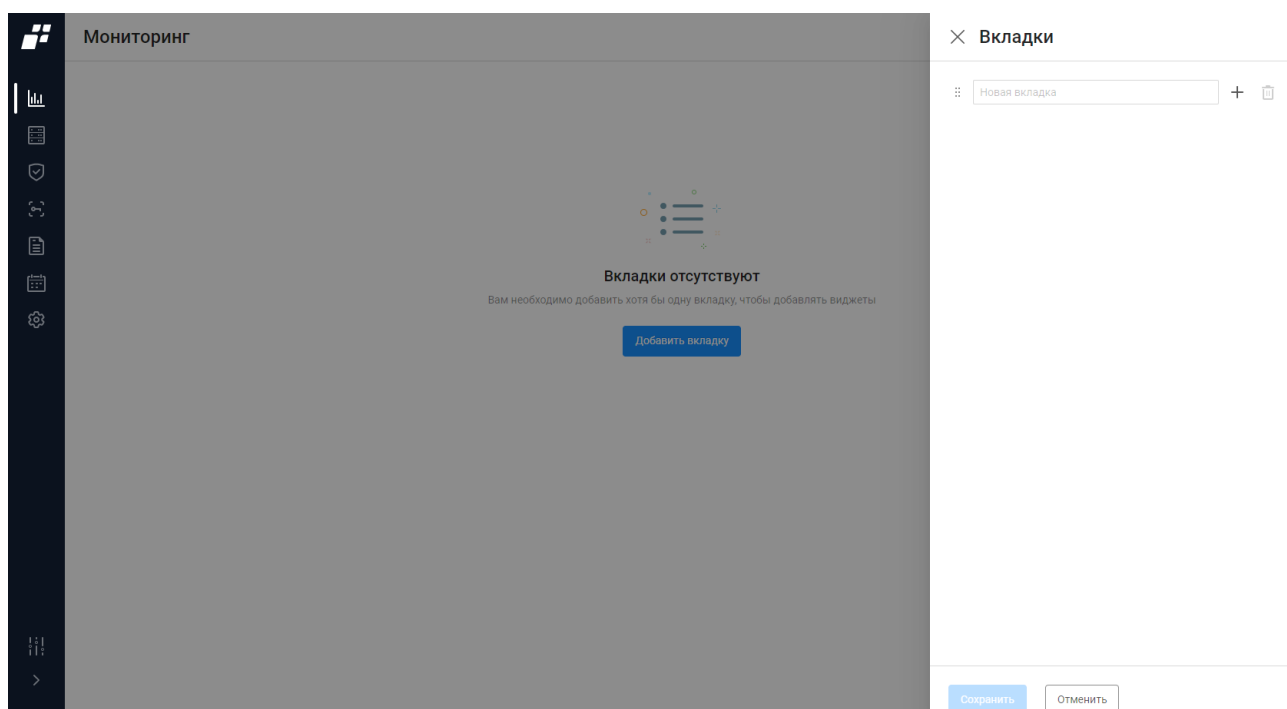 Мониторинг
Вкладки
Новая вкладка
Вкладки отсутствуют
Вам необходимо добавить хотя бы одну вкладку, чтобы добавлять виджеты
Добавить вкладку
Сохранить
Отменить